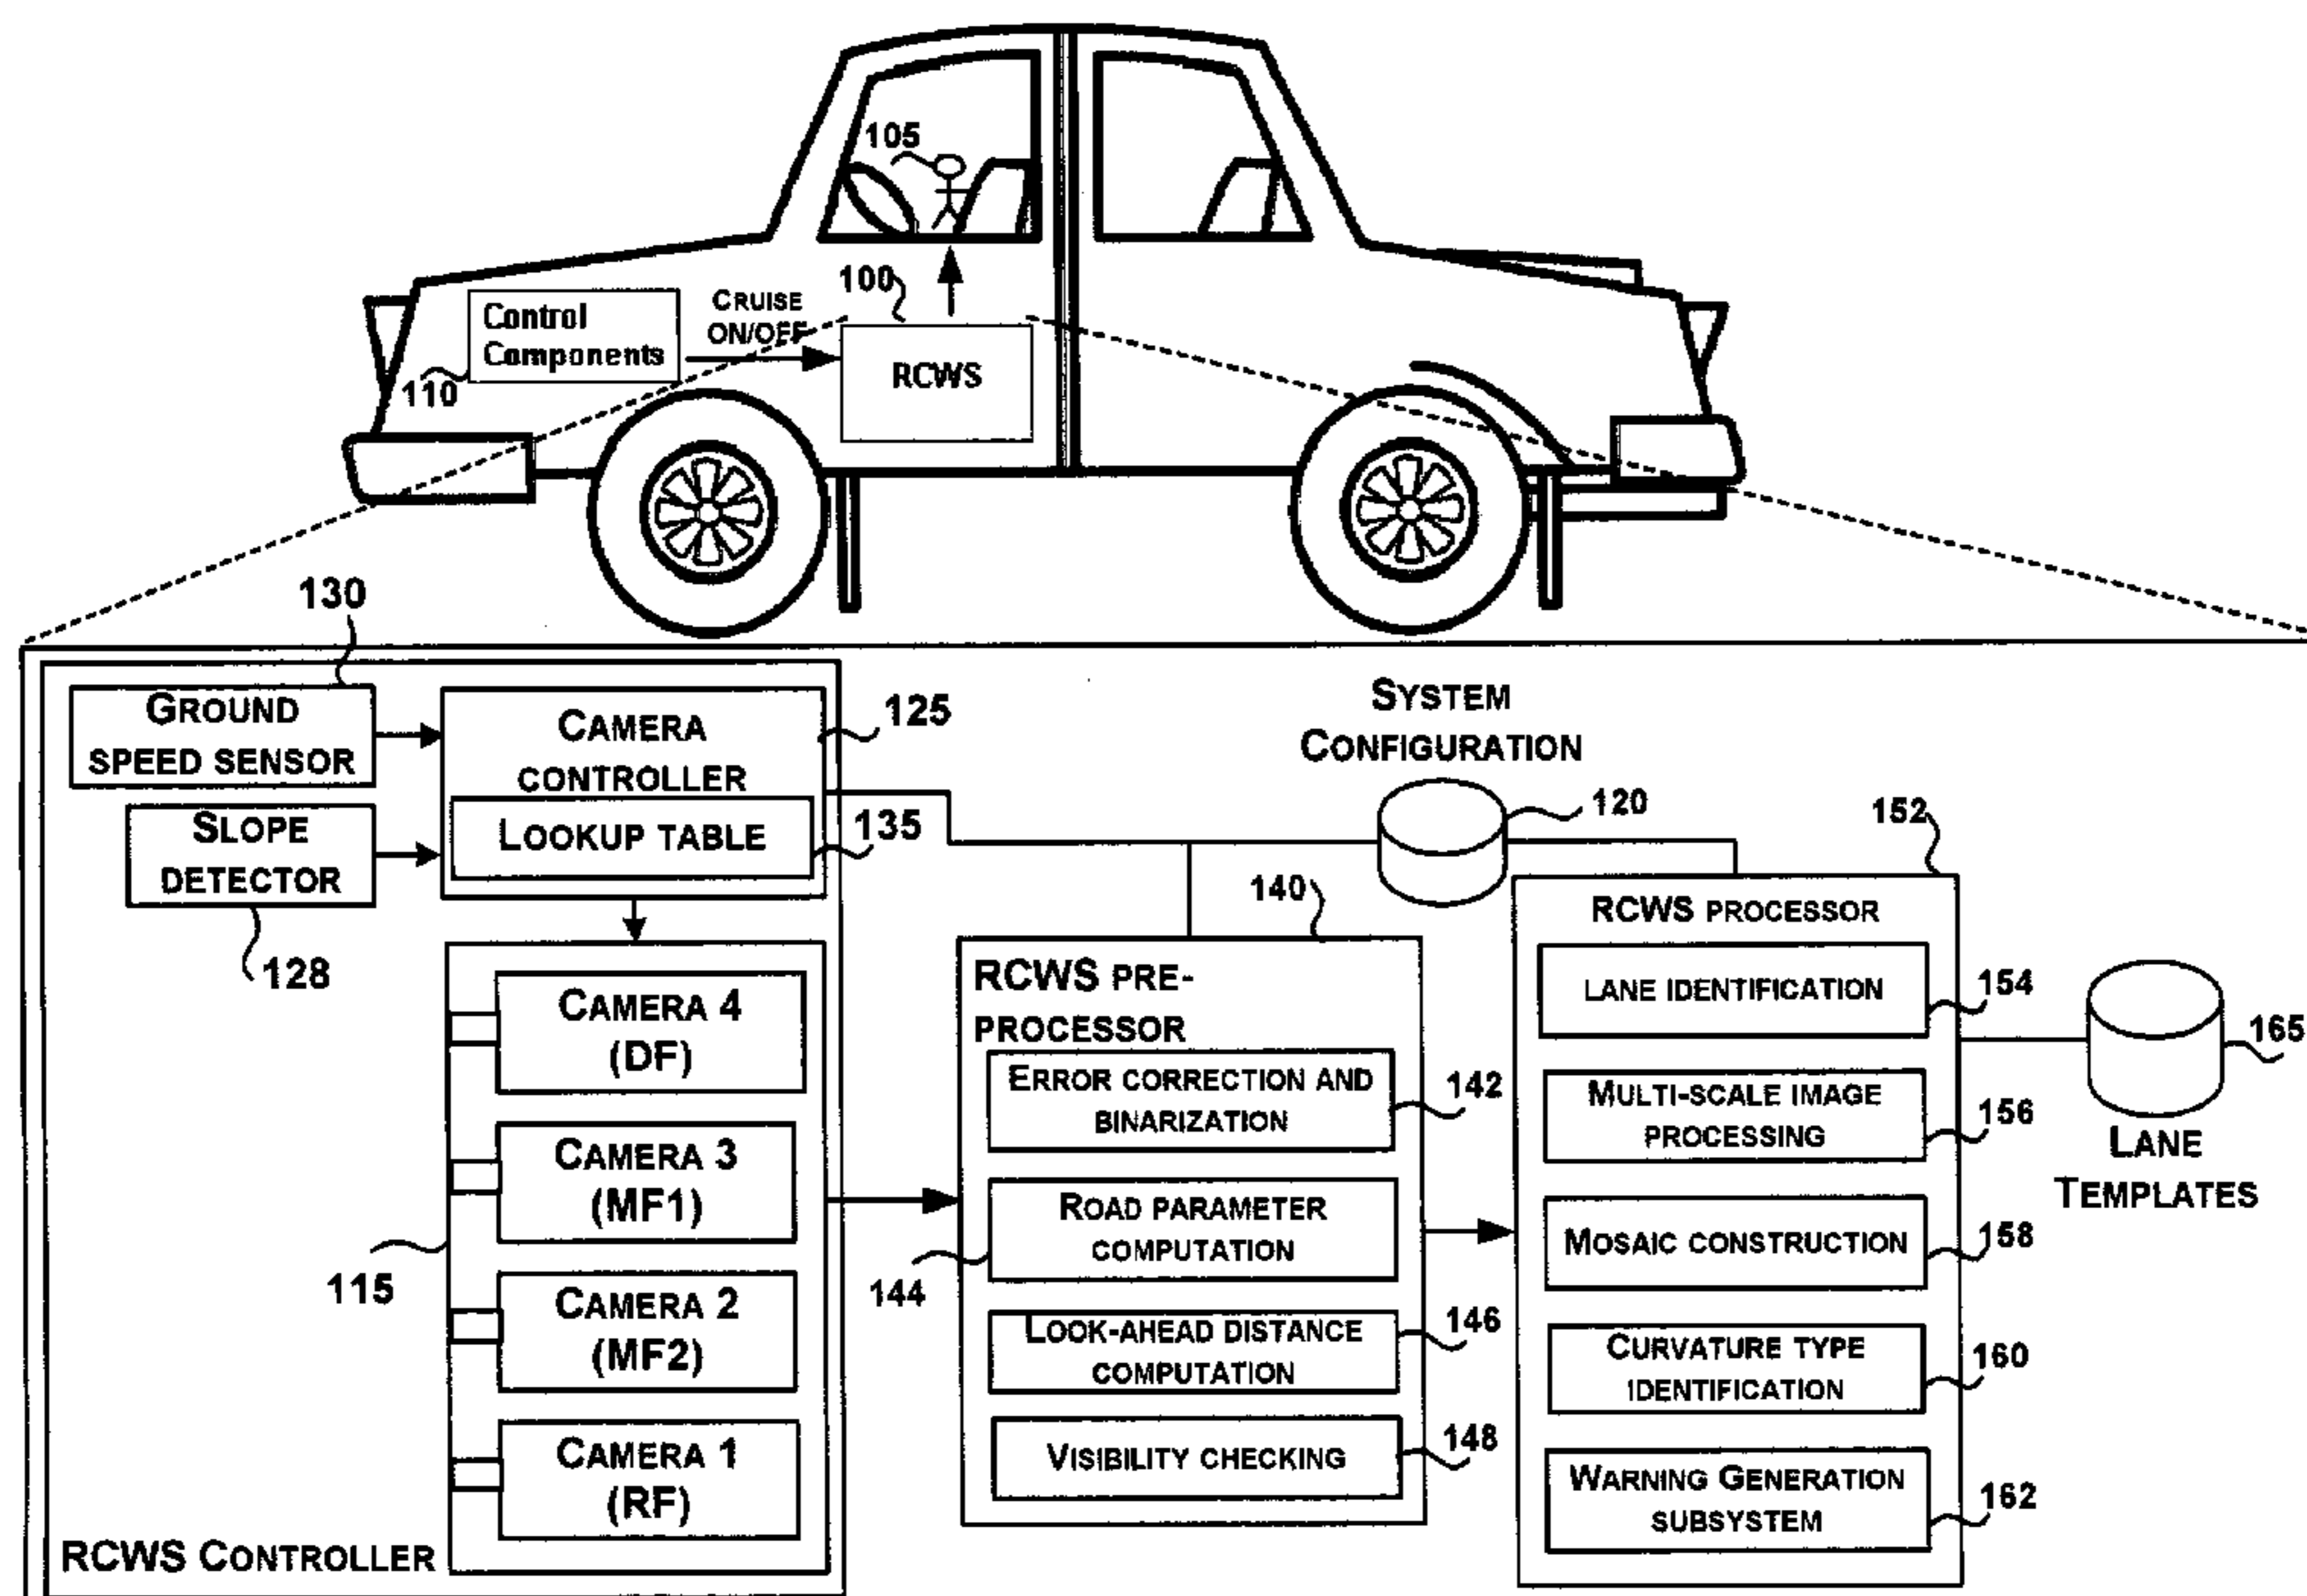 105
100
Control
Components
CRUISE
ON/OFF
110
RCWS
130
GROUND
SPEED SENSOR
CAMERA
CONTROLLER
125
LOOKUP TABLE
135
SLOPE
DETECTOR
128
SYSTEM
CONFIGURATION
120
152
140
CAMERA 4
(DF)
CAMERA 3
(MF1)
CAMERA 2
(MF2)
CAMERA 1
(RF)
115
RCWS CONTROLLER
RCWS PRE-
PROCESSOR
ERROR CORRECTION AND
BINARIZATION
142
ROAD PARAMETER
COMPUTATION
144
LOOK-AHEAD DISTANCE
COMPUTATION
146
VISIBILITY CHECKING
148
RCWS PROCESSOR
LANE IDENTIFICATION
154
MULTI-SCALE IMAGE
PROCESSING
156
MOSAIC CONSTRUCTION
158
CURVATURE TYPE
IDENTIFICATION
160
WARNING GENERATION
SUBSYSTEM
162
165
LANE
TEMPLATES